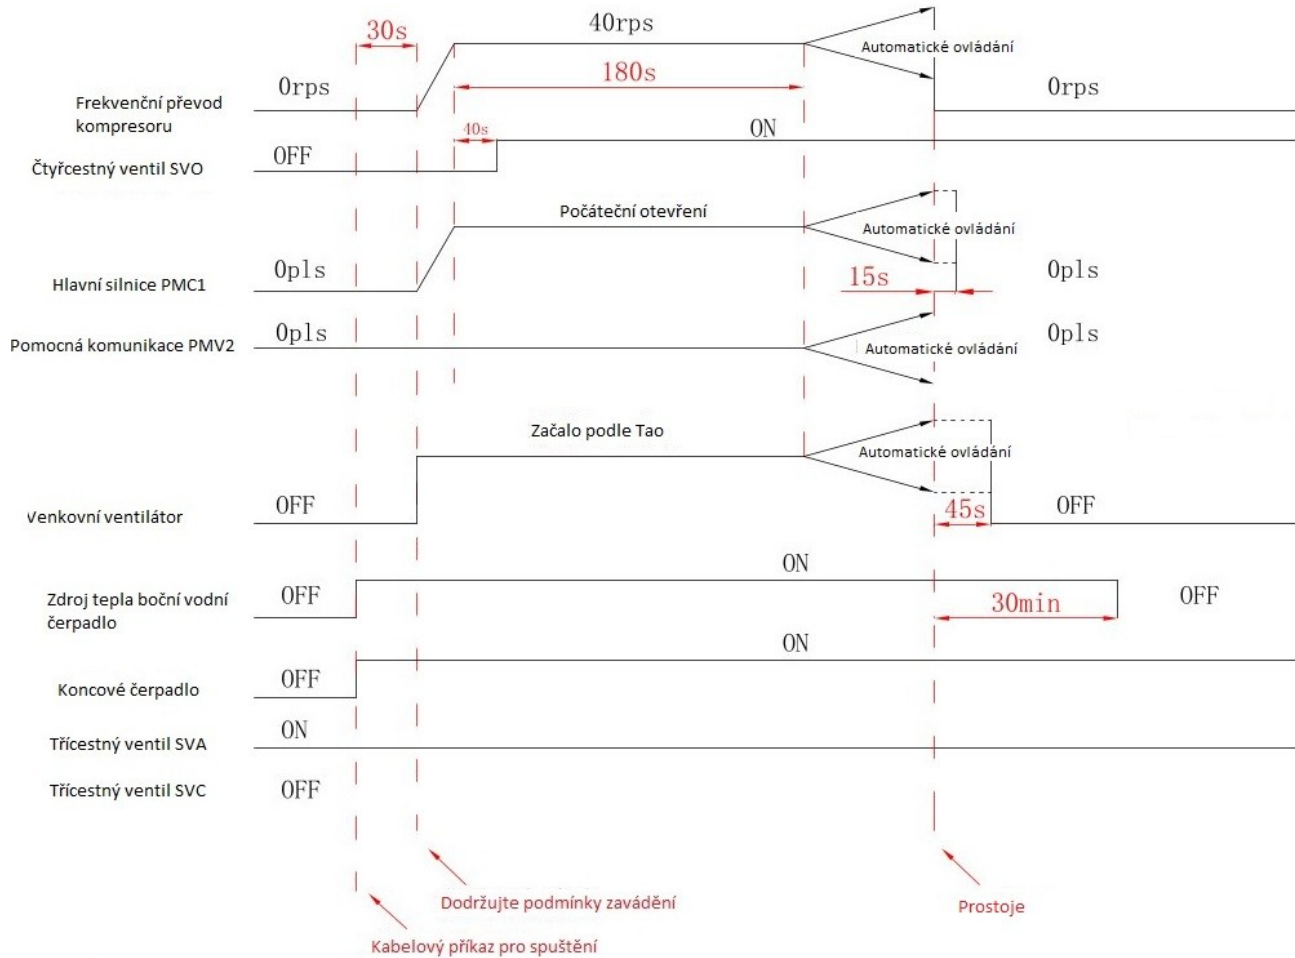 40rps
30s
Automatické ovládání
180s
0rps
0rps
Frekvenční převod
kompresoru
40s
ON
OFF
Čtyřcestný ventil SVO
Počáteční otevření
Automatické ovládání
0pls
15s
0pls
Hlavní silnice PMC1
0pls
0pls
Pomocná komunikace PMV2
Automatické ovládání
Začalo podle Tao
Automatické ovládání
OFF
45s
OFF
Venkovní ventilátor
ON
Zdroj tepla boční vodní
čerpadlo
OFF
30min
OFF
ON
Koncové čerpadlo
OFF
ON
Třícestný ventil SVA
Třícestný ventil SVC
OFF
Dodržujte podmínky zavádění
Prostoje
Kabelový příkaz pro spuštění